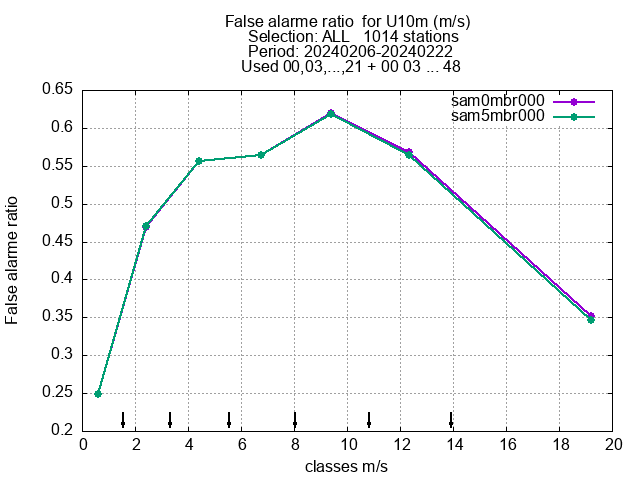 False alarme ratio  for U10m (m/s)
Selection: ALL   1014 stations
Period: 20240206-20240222
Used 00,03,...,21 + 00 03 ... 48
sam0mbr000
sam5mbr000
0.65
0.6
0.55
0.5
0.45
0.4
0.35
0.3
0.25
0.2
False alarme ratio
0 2 4 6 8 10 12 14 16 18 20
classes m/s